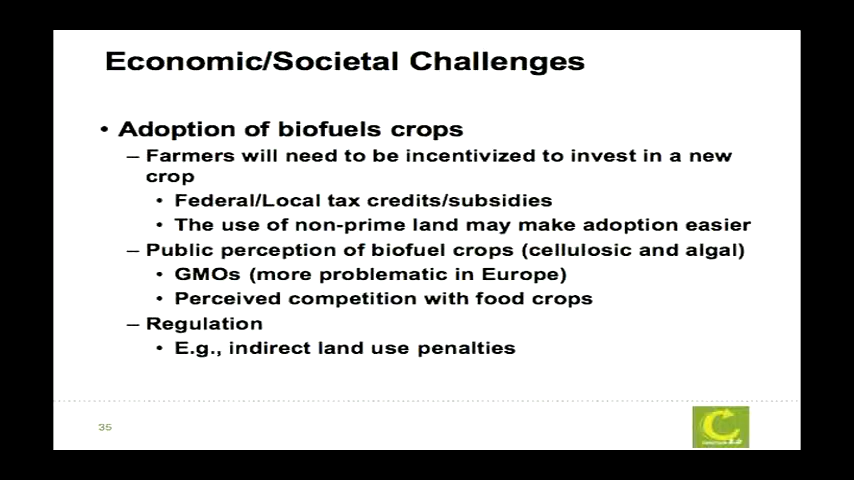 Economic/Societal Challenges
• Adoption of biofuels crops
– Farmers will need to be incentivized to invest in a new
crop
• Federal/Local tax credits/subsidies
• The use of non-prime land may make adoption easier
– Public perception of biofuel crops (cellulosic and algal)
• GMOs (more problematic in Europe)
• Perceived competition with food crops
– Regulation
• E.g., indirect land use penalties
35